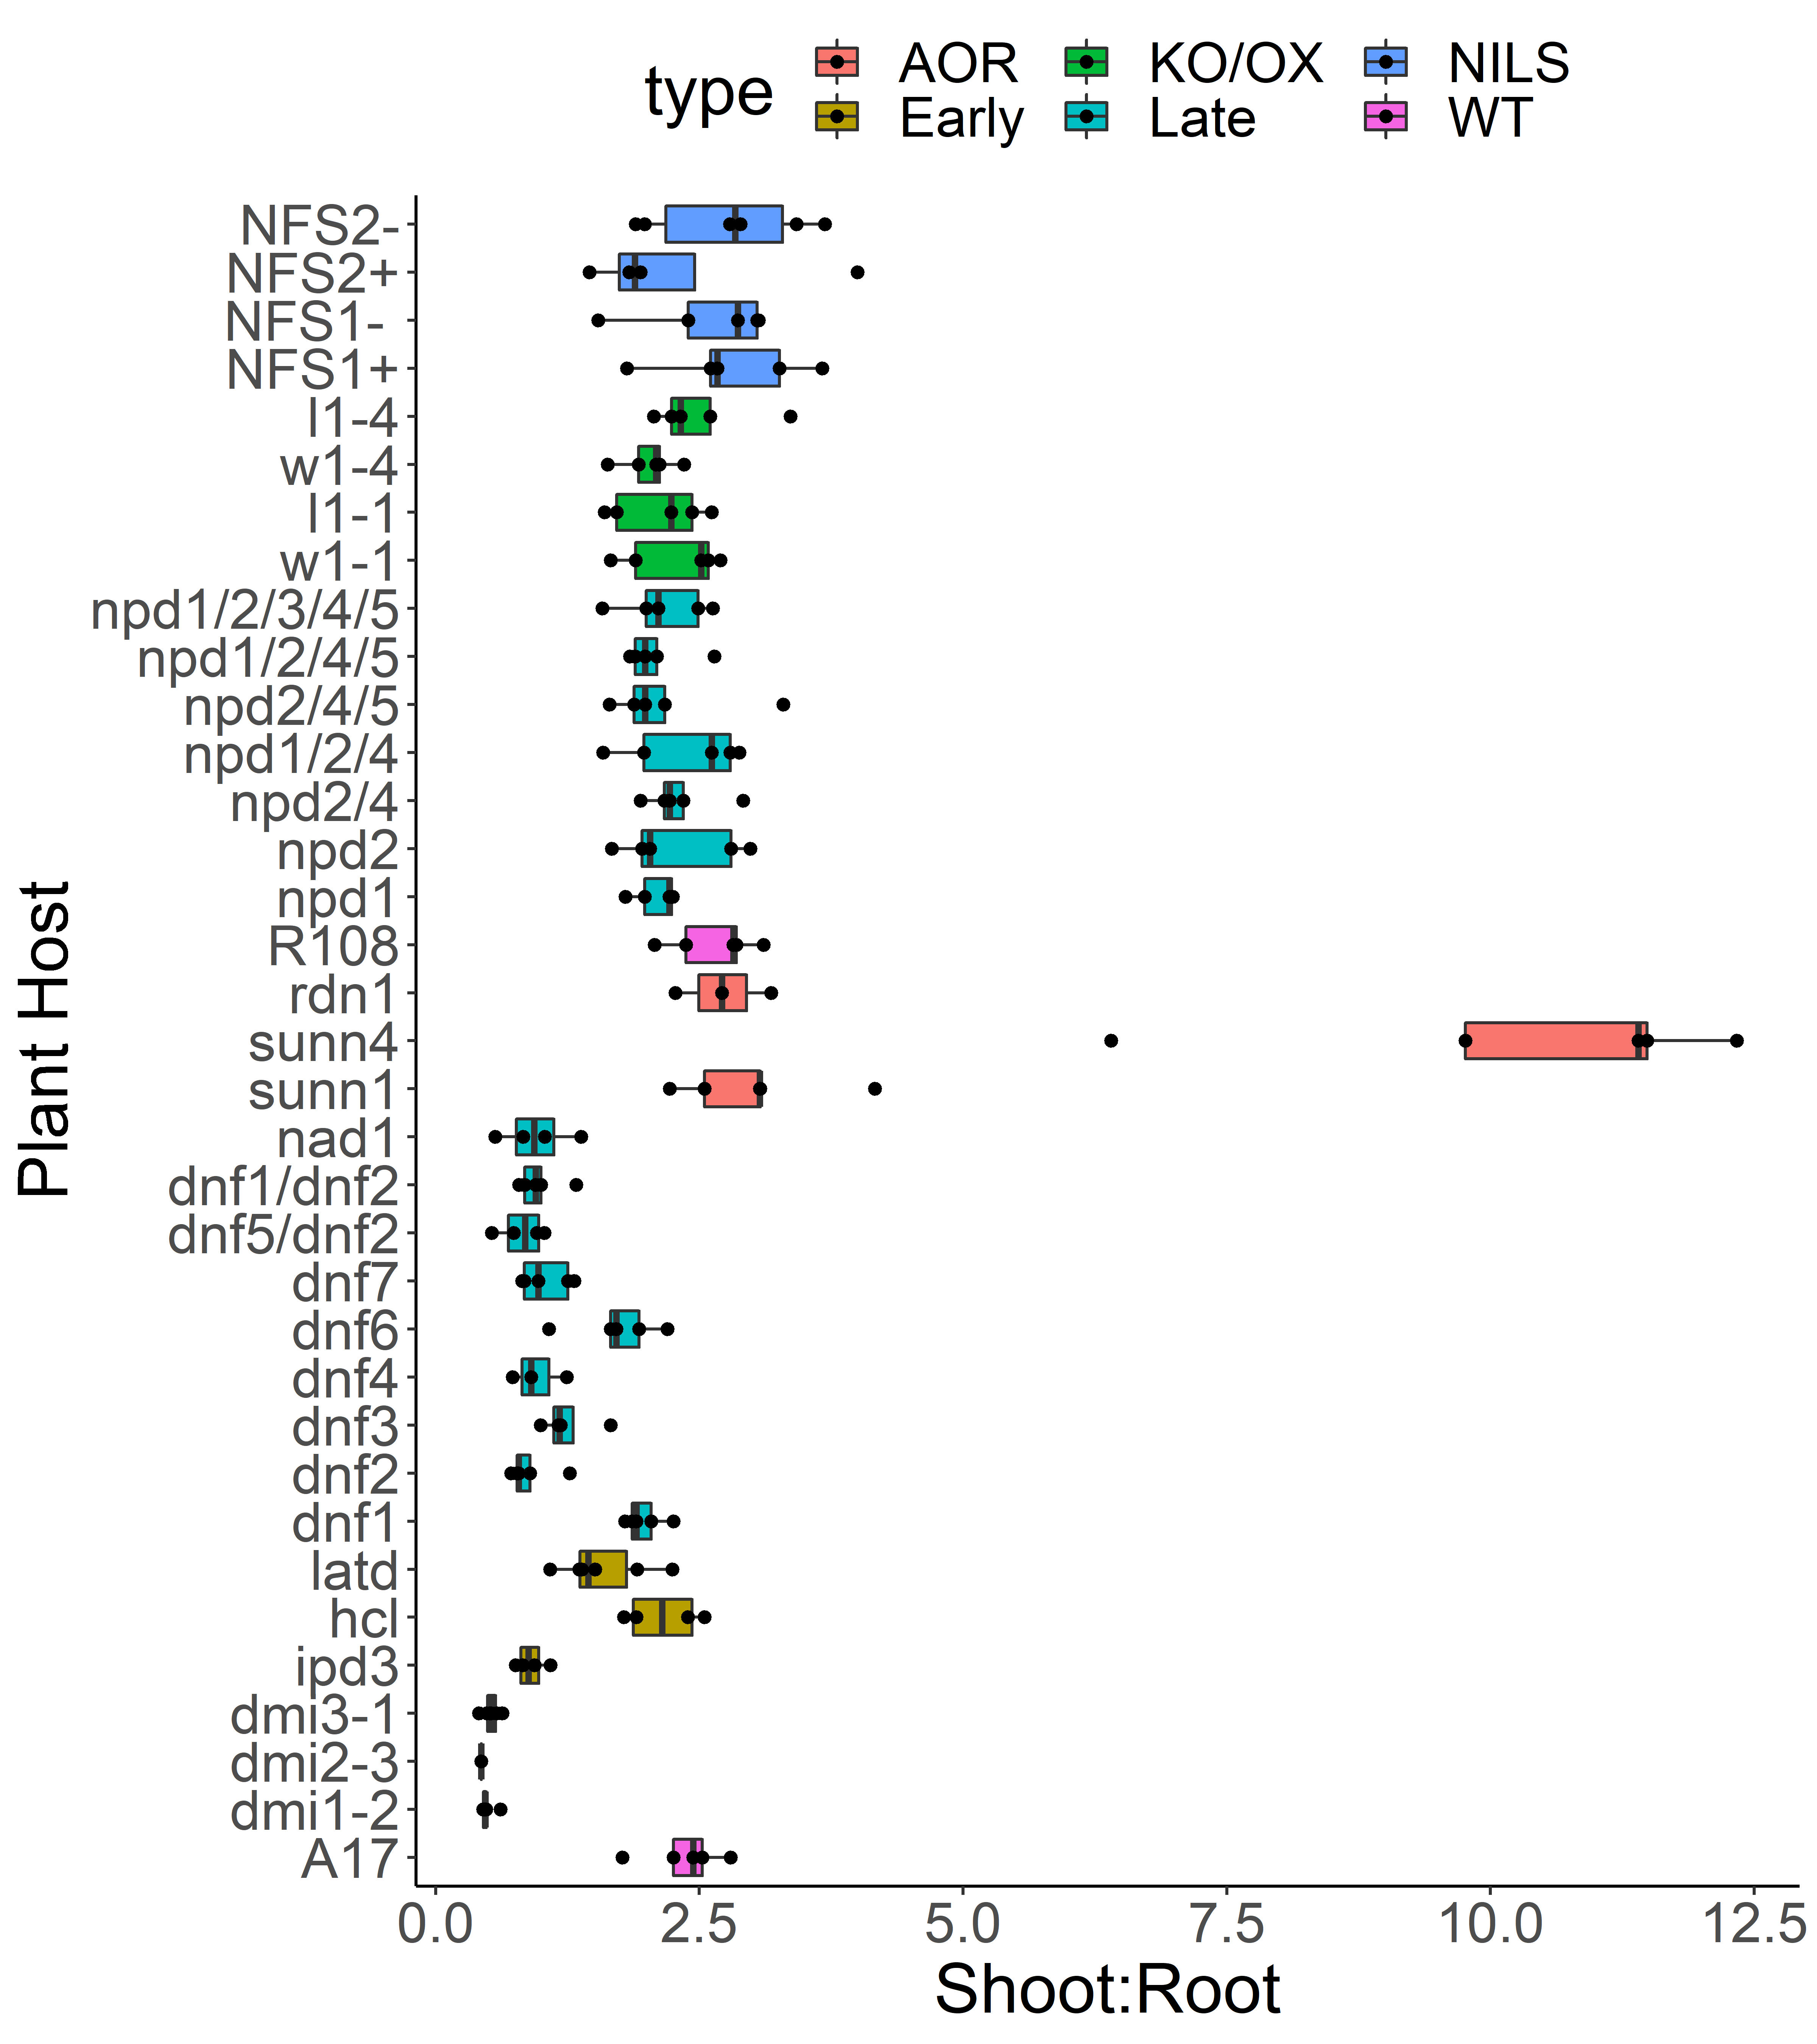 type
AOR KO/OX NILS
Early Late WT
NFS2-
NFS2+
NFS1-
NFS1+
l1-4
w1-4
l1-1
w1-1
npd1/2/3/4/5
npd1/2/4/5
npd2/4/5
npd1/2/4
npd2/4
npd2
npd1
R108
rdn1
sunn4
sunn1
nad1
dnf1/dnf2
dnf5/dnf2
dnf7
dnf6
dnf4
dnf3
dnf2
dnf1
latd
hcl
ipd3
dmi3-1
dmi2-3
dmi1-2
A17
Plant Host
0.0 2.5 5.0 7.5 10.0 12.5
Shoot:Root